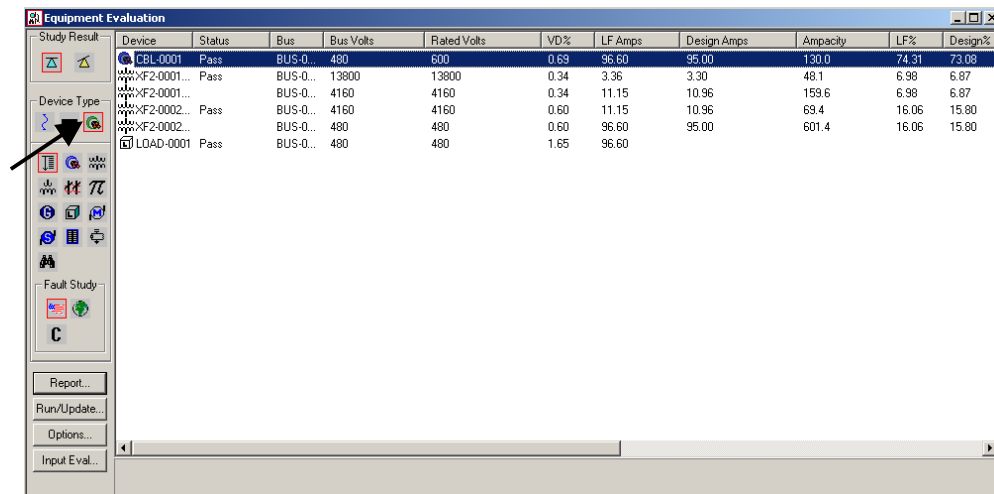 Equipment Evaluation
Study Result
Device Status Bus Bus Volts Rated Volts VD% LF Amps Design Amps Ampacity LF% Design%
CBL-0001 Pass BUS-0... 480 600 0.69 96.60 95.00 130.0 74.31 73.08
XF2-0001... Pass BUS-0... 13800 13800 0.34 3.36 3.30 48.1 6.98 6.87
XF2-0001... BUS-0... 4160 4160 0.34 11.15 10.96 159.6 6.98 6.87
XF2-0002... Pass BUS-0... 4160 4160 0.60 11.15 10.96 69.4 16.06 15.80
XF2-0002... BUS-0... 480 480 0.60 96.60 95.00 601.4 16.06 15.80
LOAD-0001 Pass BUS-0... 480 480 1.65 96.60
Device Type
π
G M
S
Fault Study
C
Report...
Run/Update...
Options...
Input Eval...